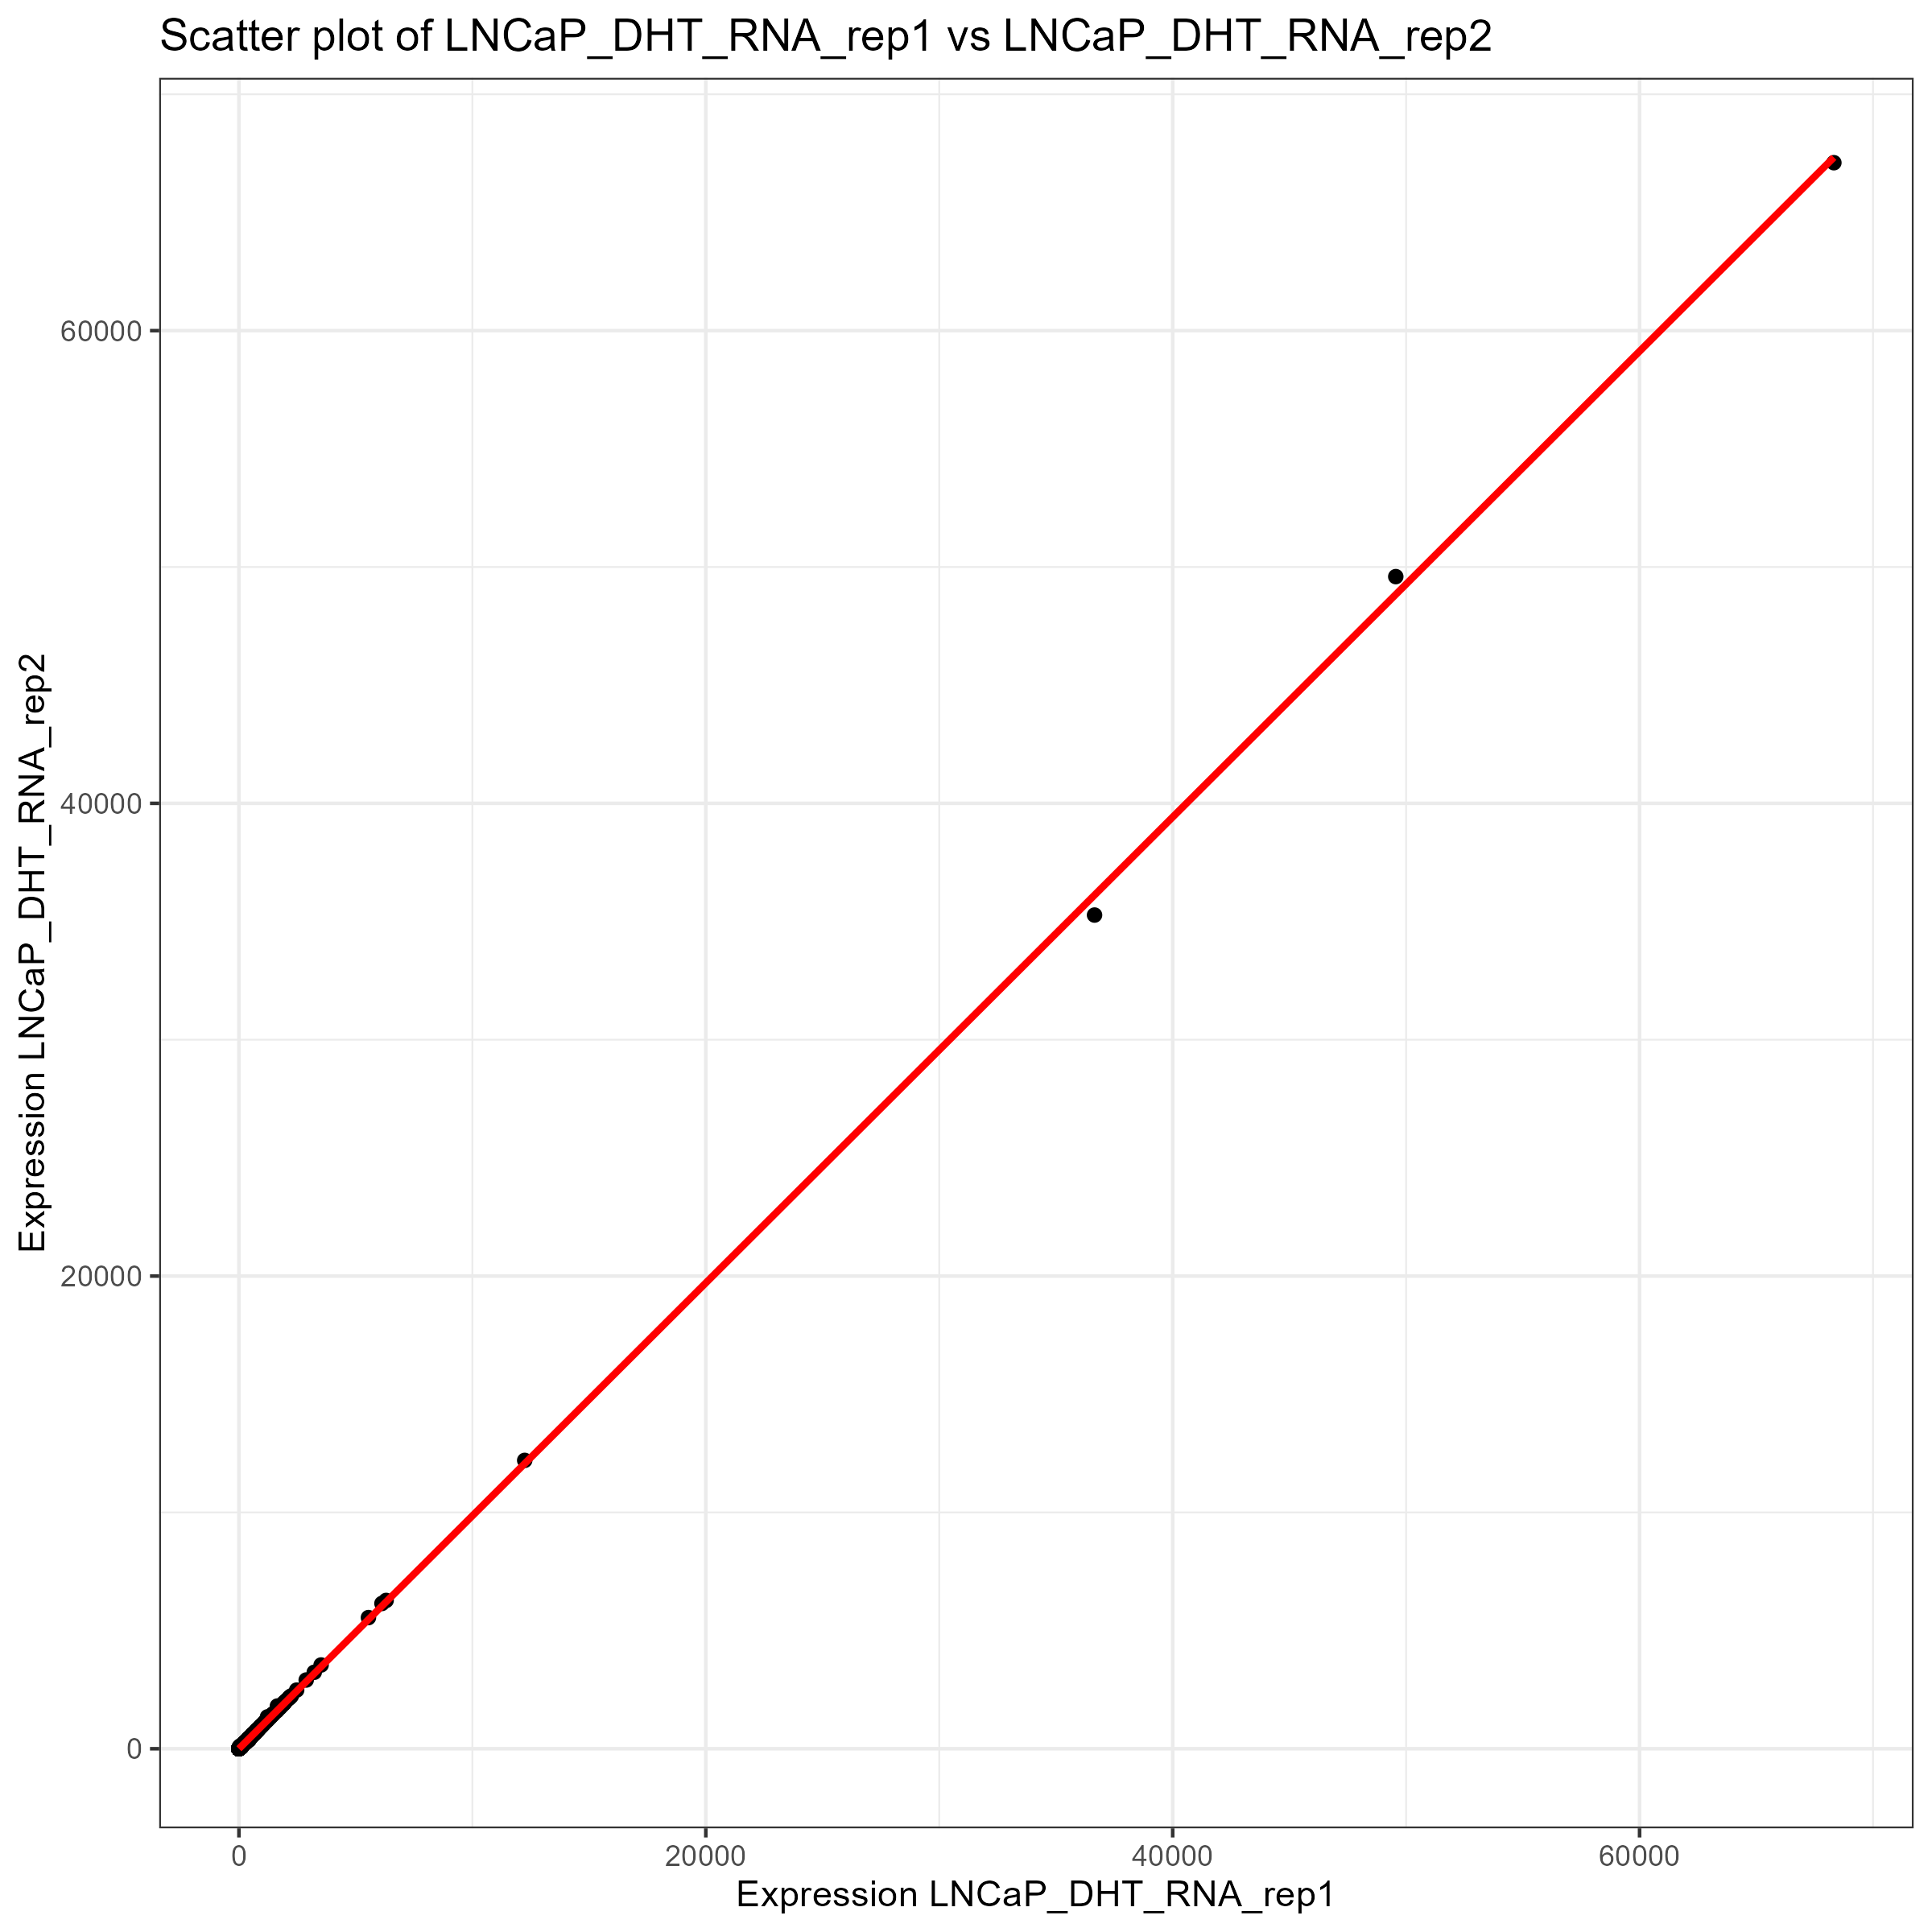 Scatter plot of LNCaP_DHT_RNA_rep1 vs LNCaP_DHT_RNA_rep2
Expression LNCaP_DHT_RNA_rep2
60000
40000
20000
0
0 20000 40000 60000
Expression LNCaP_DHT_RNA_rep1